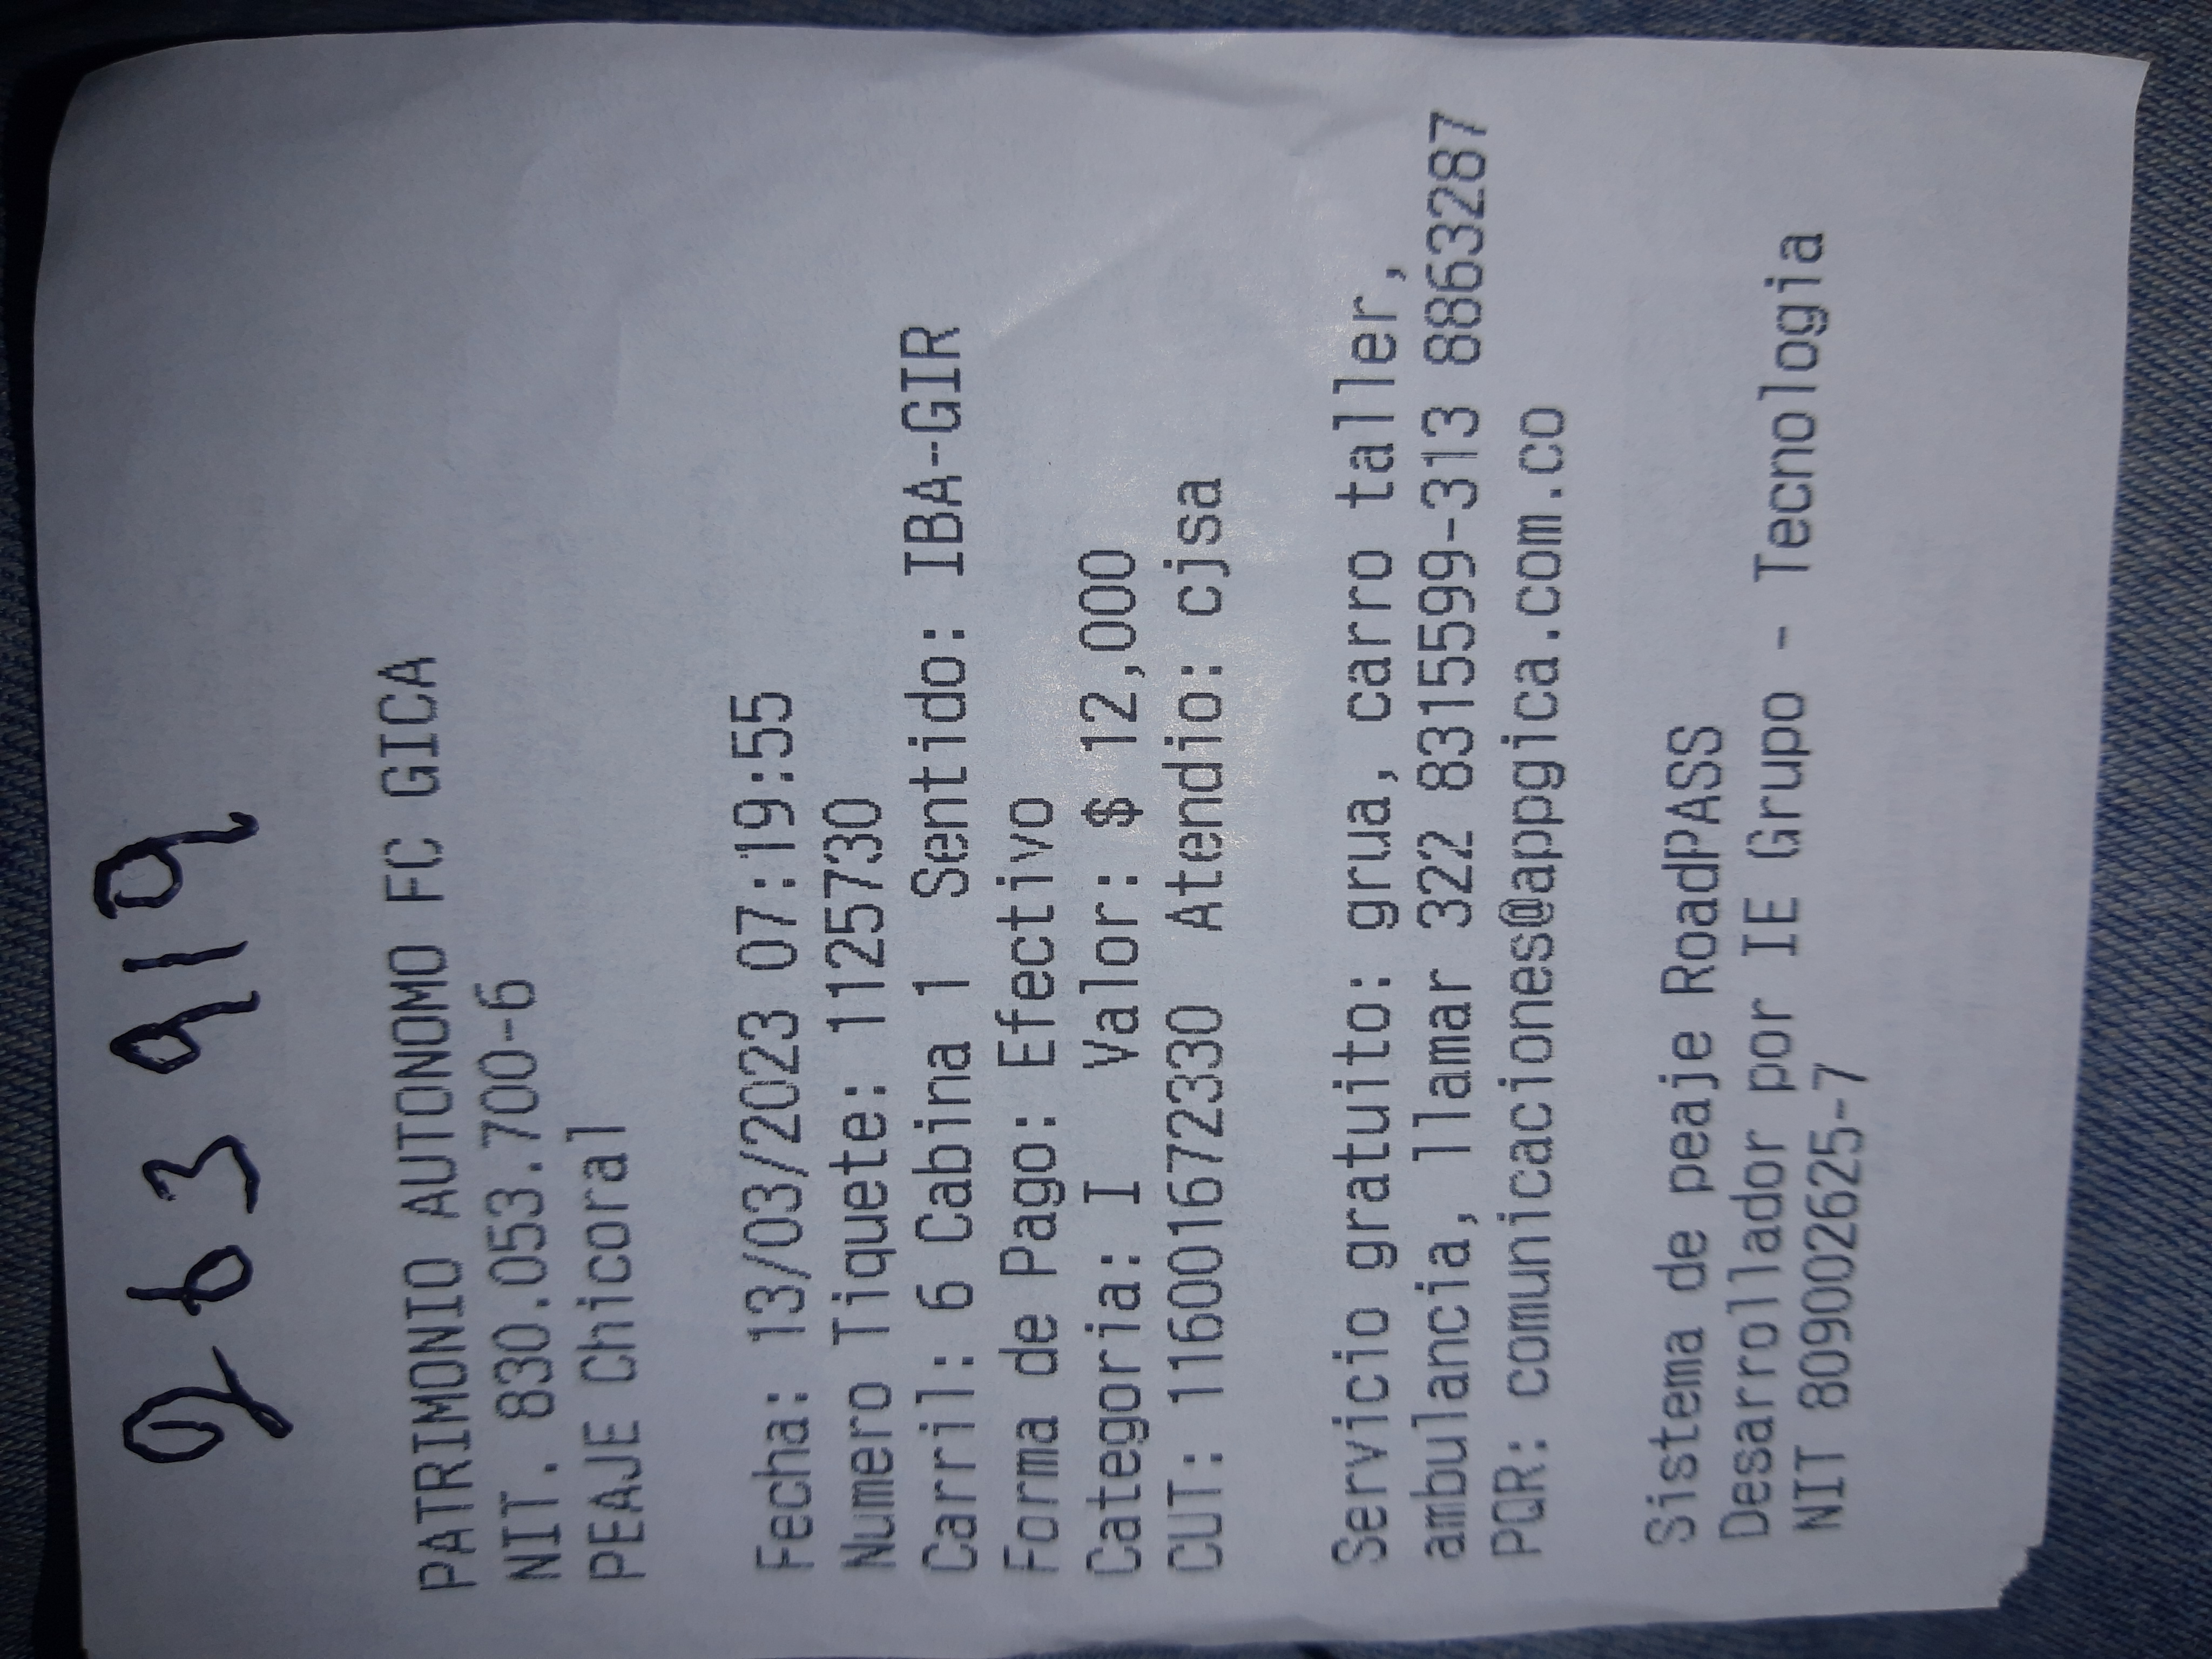 263919
PATRIMONIO AUTONOMO FC GICA
NIT. 830.053.700-6
PEAJE Chicoral
Fecha: 13/03/2023 07:19:55
Numero Tiquete: 1125730
Carril: 6 Cabina 1 Sentido: IBA--GIR
Forma de Pago: Efectivo
Categoria: I Valor: $ 12,000
CUT: 116001672330 Atendio: cjsa
Servicio gratuito: grua, carro taller,
ambulancia, llamar 322 8315599-313 8863287
PQR: comunicaciones@appgica.com.co
Sistema de peaje RoadPASS
Desarrollador por IE Grupo - Tecnologia
NIT 809002625-7